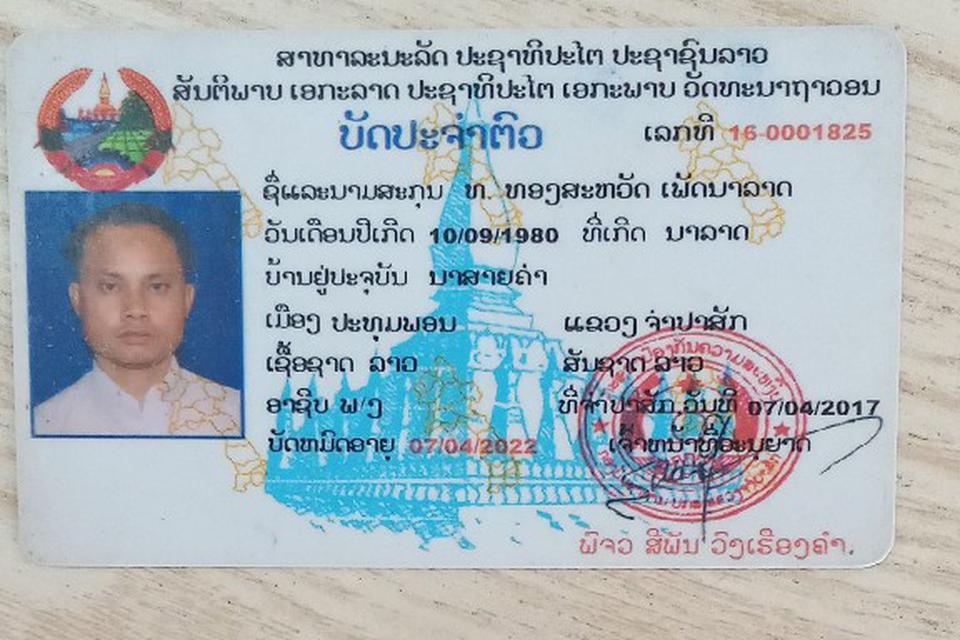 ສາທາລະນະລັດ ປະຊາທິປະໄຕ ປະຊາຊົນລາວ
ສັນຕິພາບ ເອກະລາດ ປະຊາທິປະໄຕ ເອກະພາບ ວັດທະນາຖາວອນ
ບັດປະຈຳຕົວ ເລກທີ 16-0001825
ຊື່ແລະນາມສະກຸນ ທ. ທອງສະຫວັດ ເພັດນາລາດ
ວັນເດືອນປີເກີດ 10/09/1980 ທີ່ເກີດ ນາລາດ
ບ້ານຢູ່ປະຈຸບັນ ນາສາຍຄຳ
ເມືອງ ປະທຸມພອນ ແຂວງ ຈຳປາສັກ
ເຊື້ອຊາດ ລາວ ສັນຊາດ ລາວ
ອາຊີບ ພ/ງ ທີ່ຈຳປາສັກ,ວັນທີ 07/04/2017
ບັດຫມົດອາຍຸ 07/04/2022 ເຈົ້າຫນ້າທີ່ອະນຸຍາດ
ພົຈວ ສີພັນ ວົງເຮືອງຄຳ.